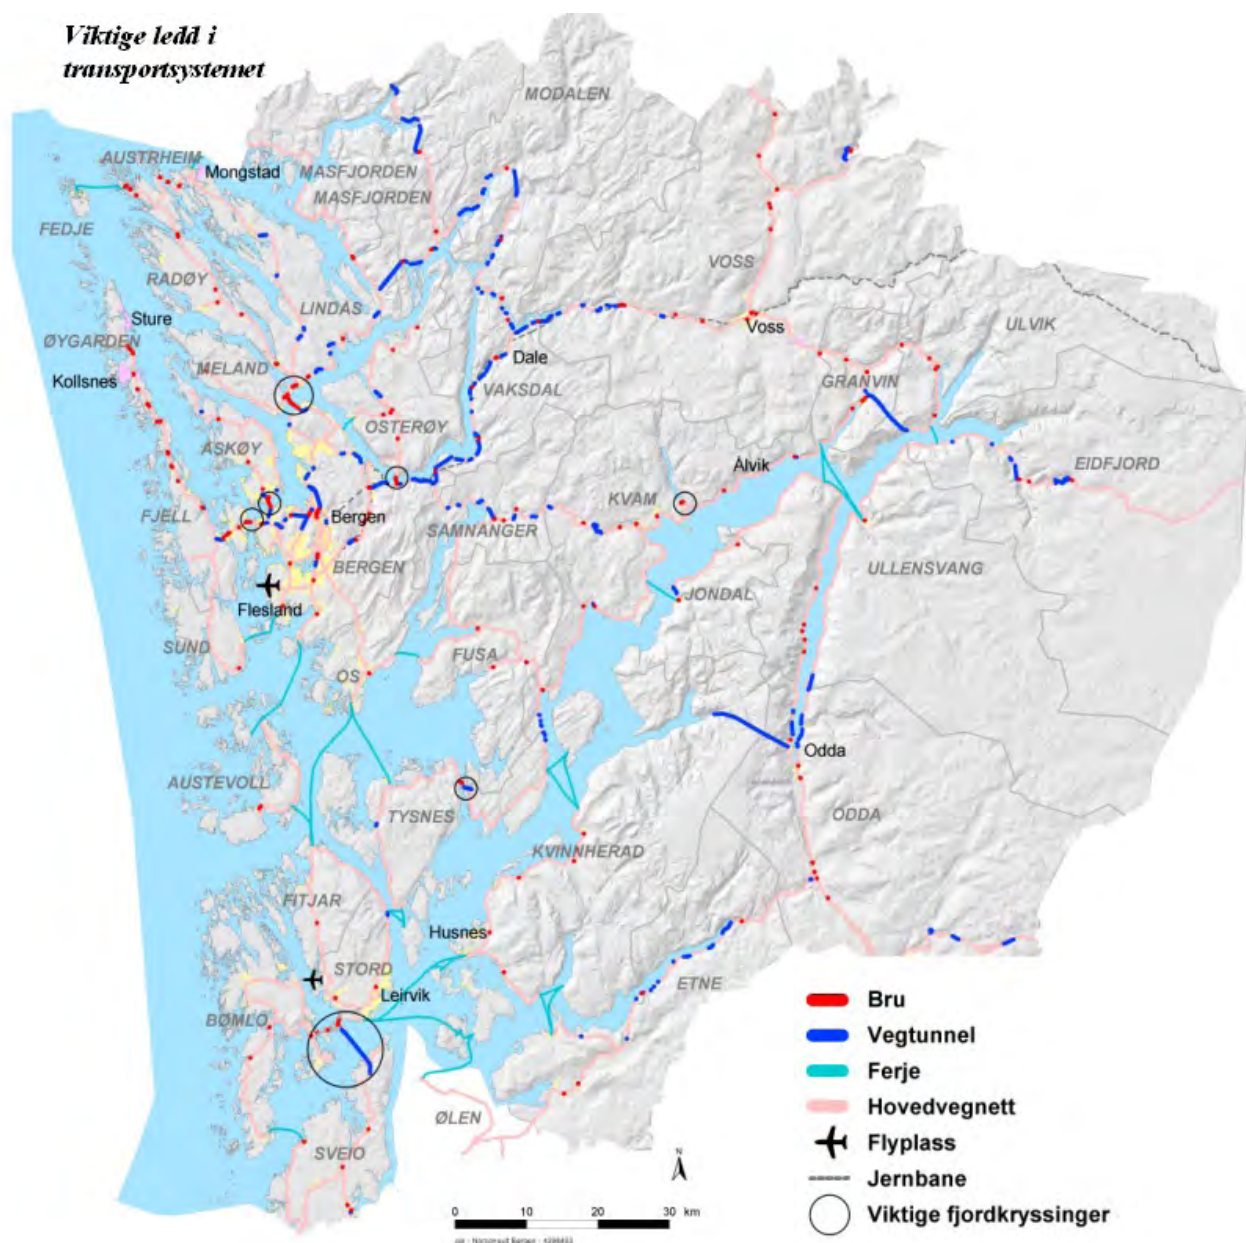 Viktige ledd i
transportsystemet
MODALEN
AUSTRHEIM
Mongstad
MASFJORDEN
MASFJORDEN
FEDJE
VOSS
RADØY
LINDÅS
Sture
ULVIK
ØYGARDEN
Voss
MELAND
Dale
Kollsnes
VAKSDAL
GRANVIN
OSTERØY
ASKØY
Ålvik
EIDFJORD
KVAM
FJELL
Bergen
SAMNANGER
BERGEN
ULLENSVANG
JONDAL
Flesland
SUND
FUSA
OS
Odda
AUSTEVOLL
TYSNES
ODDA
KVINNHERAD
FITJAR
Husnes
STORD
ETNE
Leirvik
BØMLO
Bru
Vegtunnel
Ferje
Hovedvegnett
ØLEN
Flyplass
SVEIO
N
Jernbane
0 10 20 30 km
Viktige fjordkryssinger